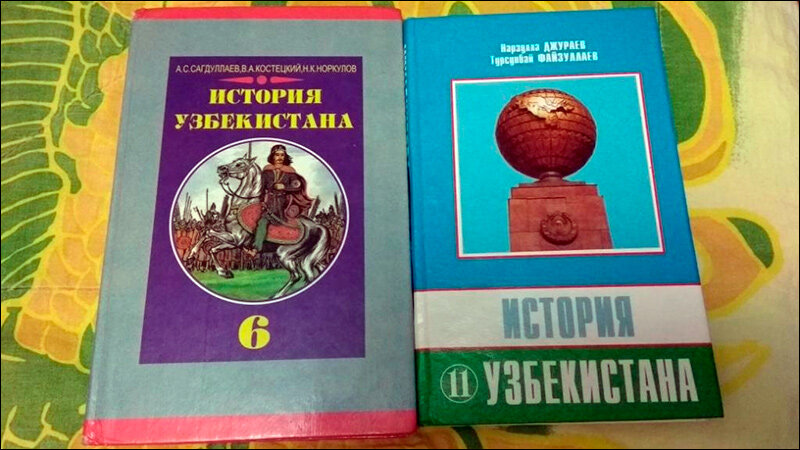 А.С.САГДУЛЛАЕВ, В.А.КОСТЕЦКИЙ, Н.К.НОРКУЛОВ
ИСТОРИЯ
УЗБЕКИСТАНА
6
Нарзулла ДЖУРАЕВ
Турсунбай ФАЙЗУЛЛАЕВ
ИСТОРИЯ
11 УЗБЕКИСТАНА